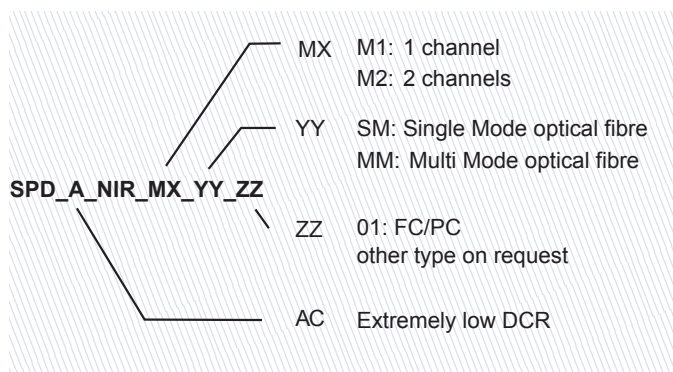 MX M1: 1 channel
M2: 2 channels
YY SM: Single Mode optical fibre
MM: Multi Mode optical fibre
SPD_A_NIR_MX_YY_ZZ
ZZ 01: FC/PC
other type on request
AC Extremely low DCR